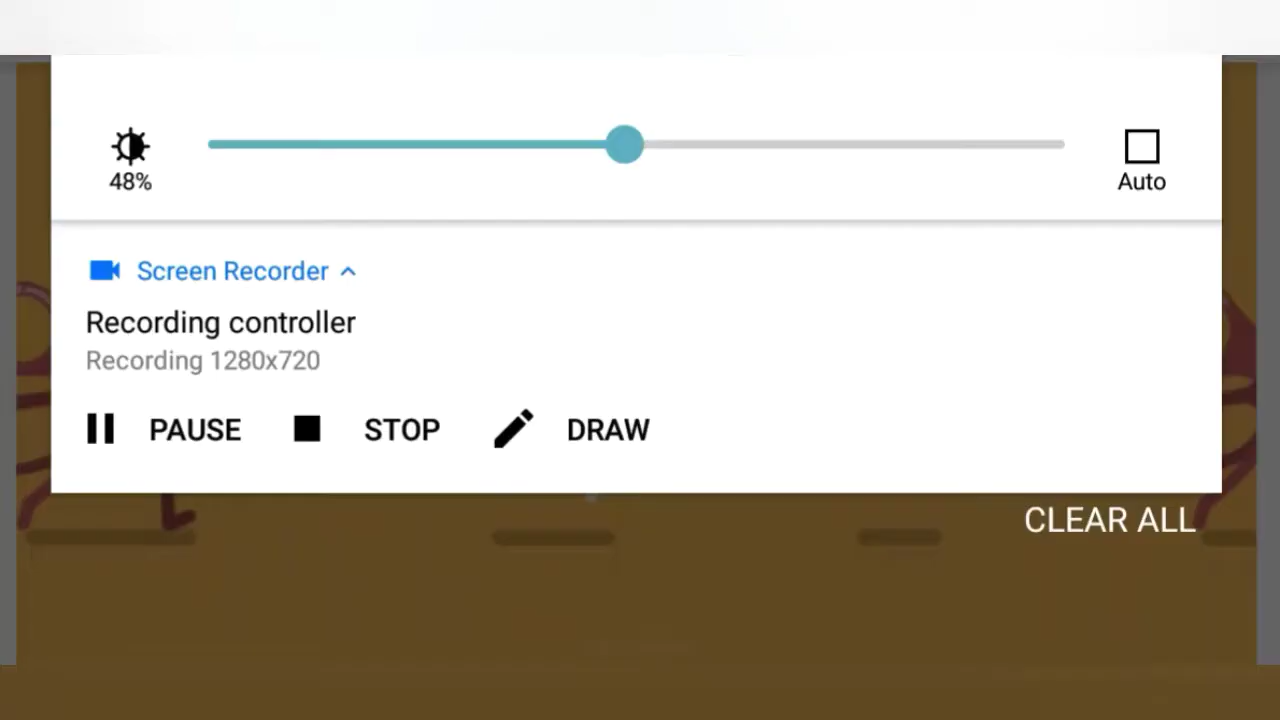 48%
Auto
Screen Recorder
Recording controller
Recording 1280x720
PAUSE STOP DRAW
CLEAR ALL